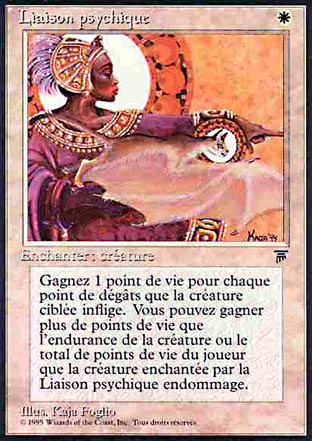 Liaison psychique
KAJA '94
Enchanter : créature
Gagnez 1 point de vie pour chaque
point de dégâts que la créature
ciblée inflige. Vous pouvez gagner
plus de points de vie que
l'endurance de la créature ou le
total de points de vie du joueur
que la créature enchantée par la
Liaison psychique endommage.
Illus. Kaja Foglio
© 1995 Wizards of the Coast, Inc. Tous droits réservés.